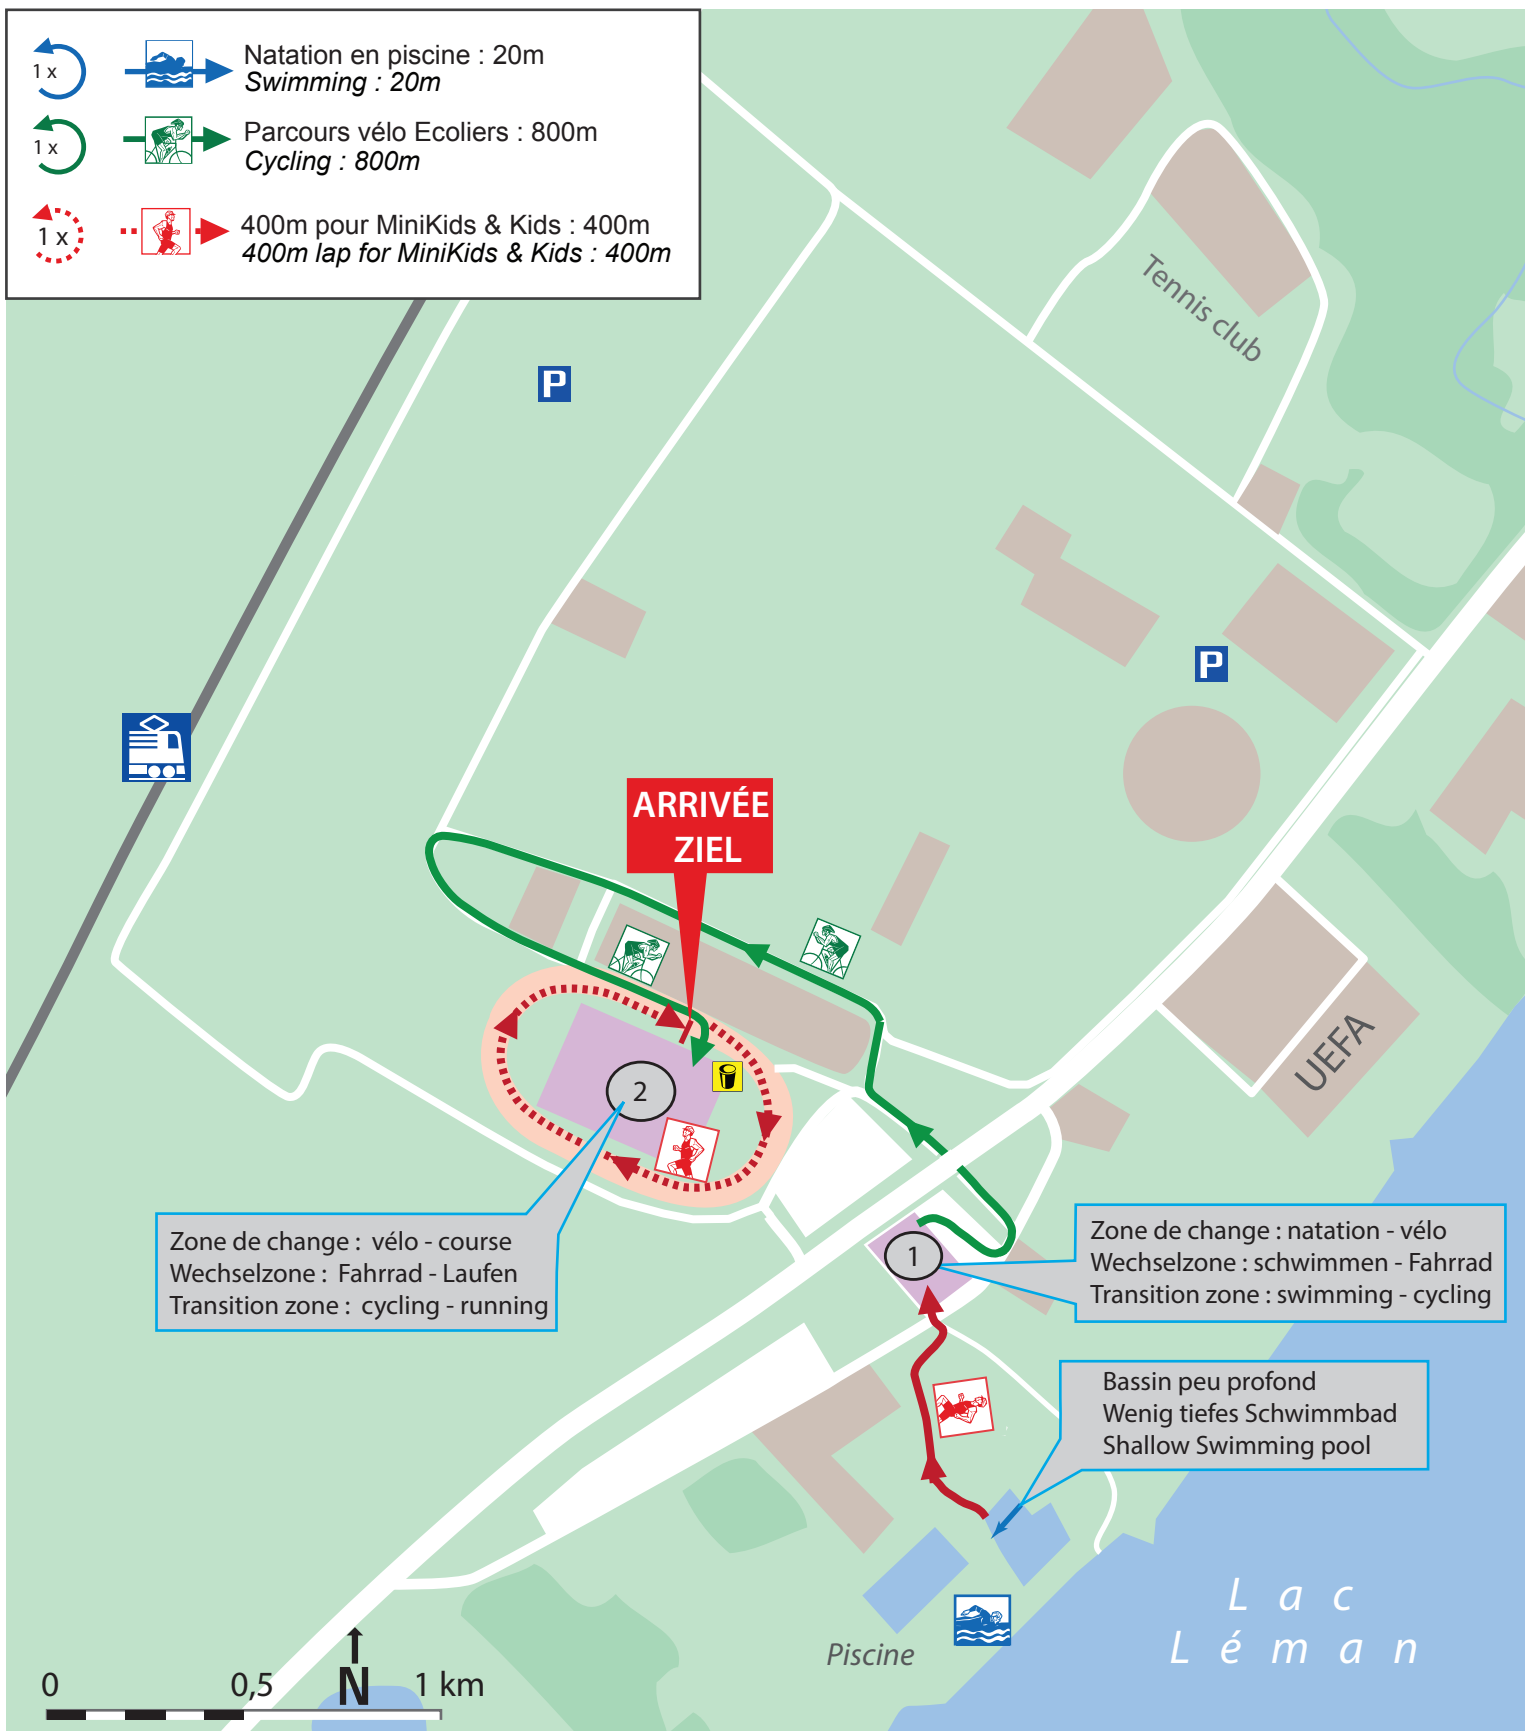 1 x
Natation en piscine : 20m
Swimming : 20m
1 x
Parcours vélo Ecoliers : 800m
Cycling : 800m
1 x
400m pour MiniKids & Kids : 400m
400m lap for MiniKids & Kids : 400m
Tennis club
P
P
ARRIVÉE
ZIEL
UEFA
2
Zone de change : vélo - course
Wechselzone : Fahrrad - Laufen
Transition zone : cycling - running
1
Zone de change : natation - vélo
Wechselzone : schwimmen - Fahrrad
Transition zone : swimming - cycling
Bassin peu profond
Wenig tiefes Schwimmbad
Shallow Swimming pool
Lac
Léman
Piscine
N
0 0,5 1 km